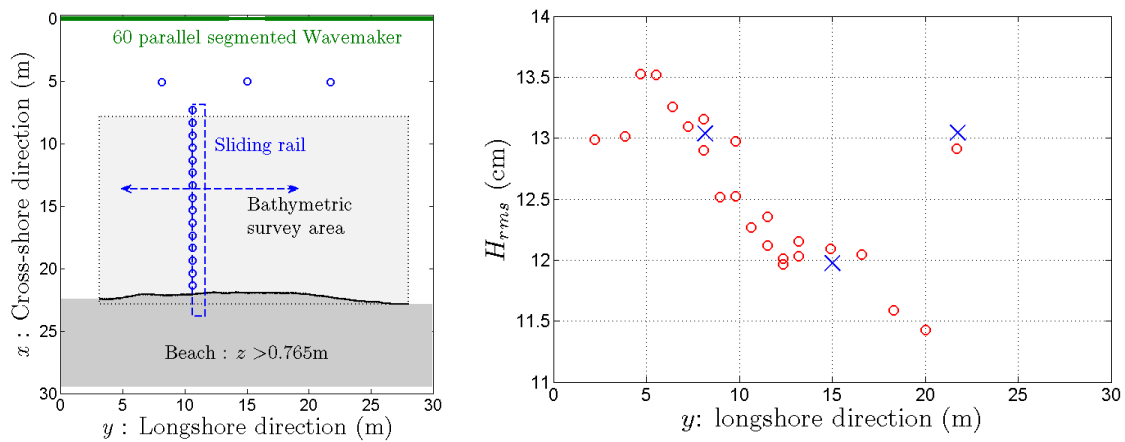 0
5
10
15
20
25
30
x : Cross-shore direction (m)
60 parallel segmented Wavemaker
Sliding rail
Bathymetric
survey area
Beach : z >0.765m
0 5 10 15 20 25 30
y : Longshore direction (m)
14
13.5
13
12.5
12
11.5
11
H_{rms} (cm)
0 5 10 15 20 25 30
y: longshore direction (m)